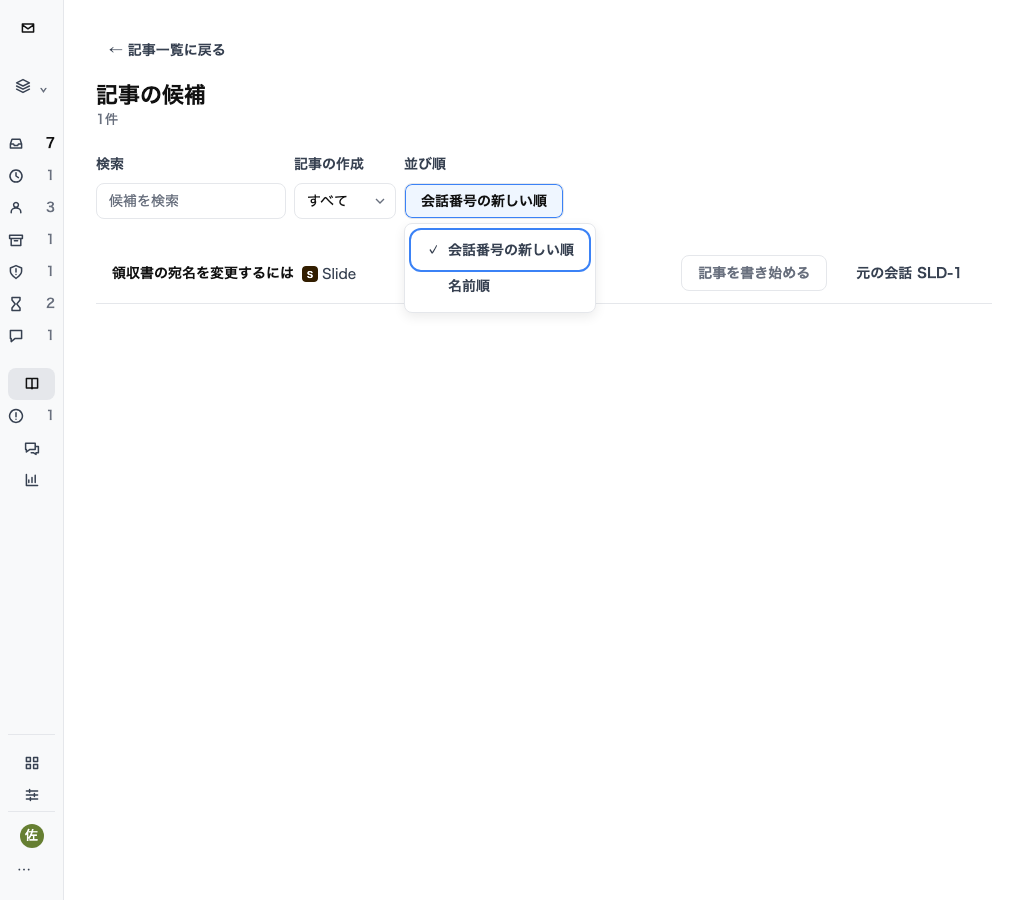 ← 記事一覧に戻る
記事の候補
1件
検索
記事の作成
並び順
候補を検索
すべて
会話番号の新しい順
✓ 会話番号の新しい順
名前順
領収書の宛名を変更するには S Slide
記事を書き始める
元の会話 SLD-1
7
1
3
1
1
2
1
1
佐
…